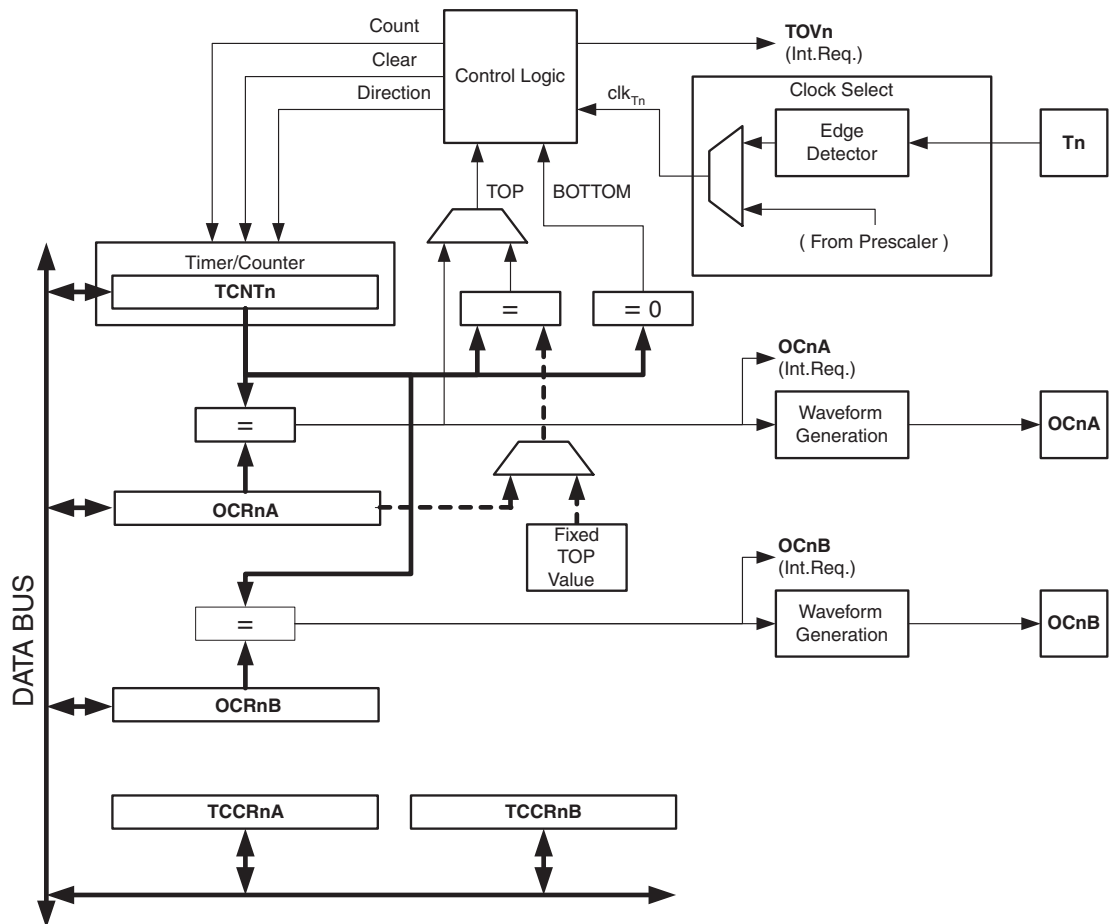 Count
Clear
Direction
Control Logic
TOVn
(Int.Req.)
clkTn
TOP
BOTTOM
Clock Select
Edge
Detector
Tn
( From Prescaler )
Timer/Counter
TCNTn
=
= 0
OCnA
(Int.Req.)
=
Waveform
Generation
OCnA
OCRnA
Fixed
TOP
Value
OCnB
(Int.Req.)
=
Waveform
Generation
OCnB
OCRnB
DATA BUS
TCCRnA
TCCRnB